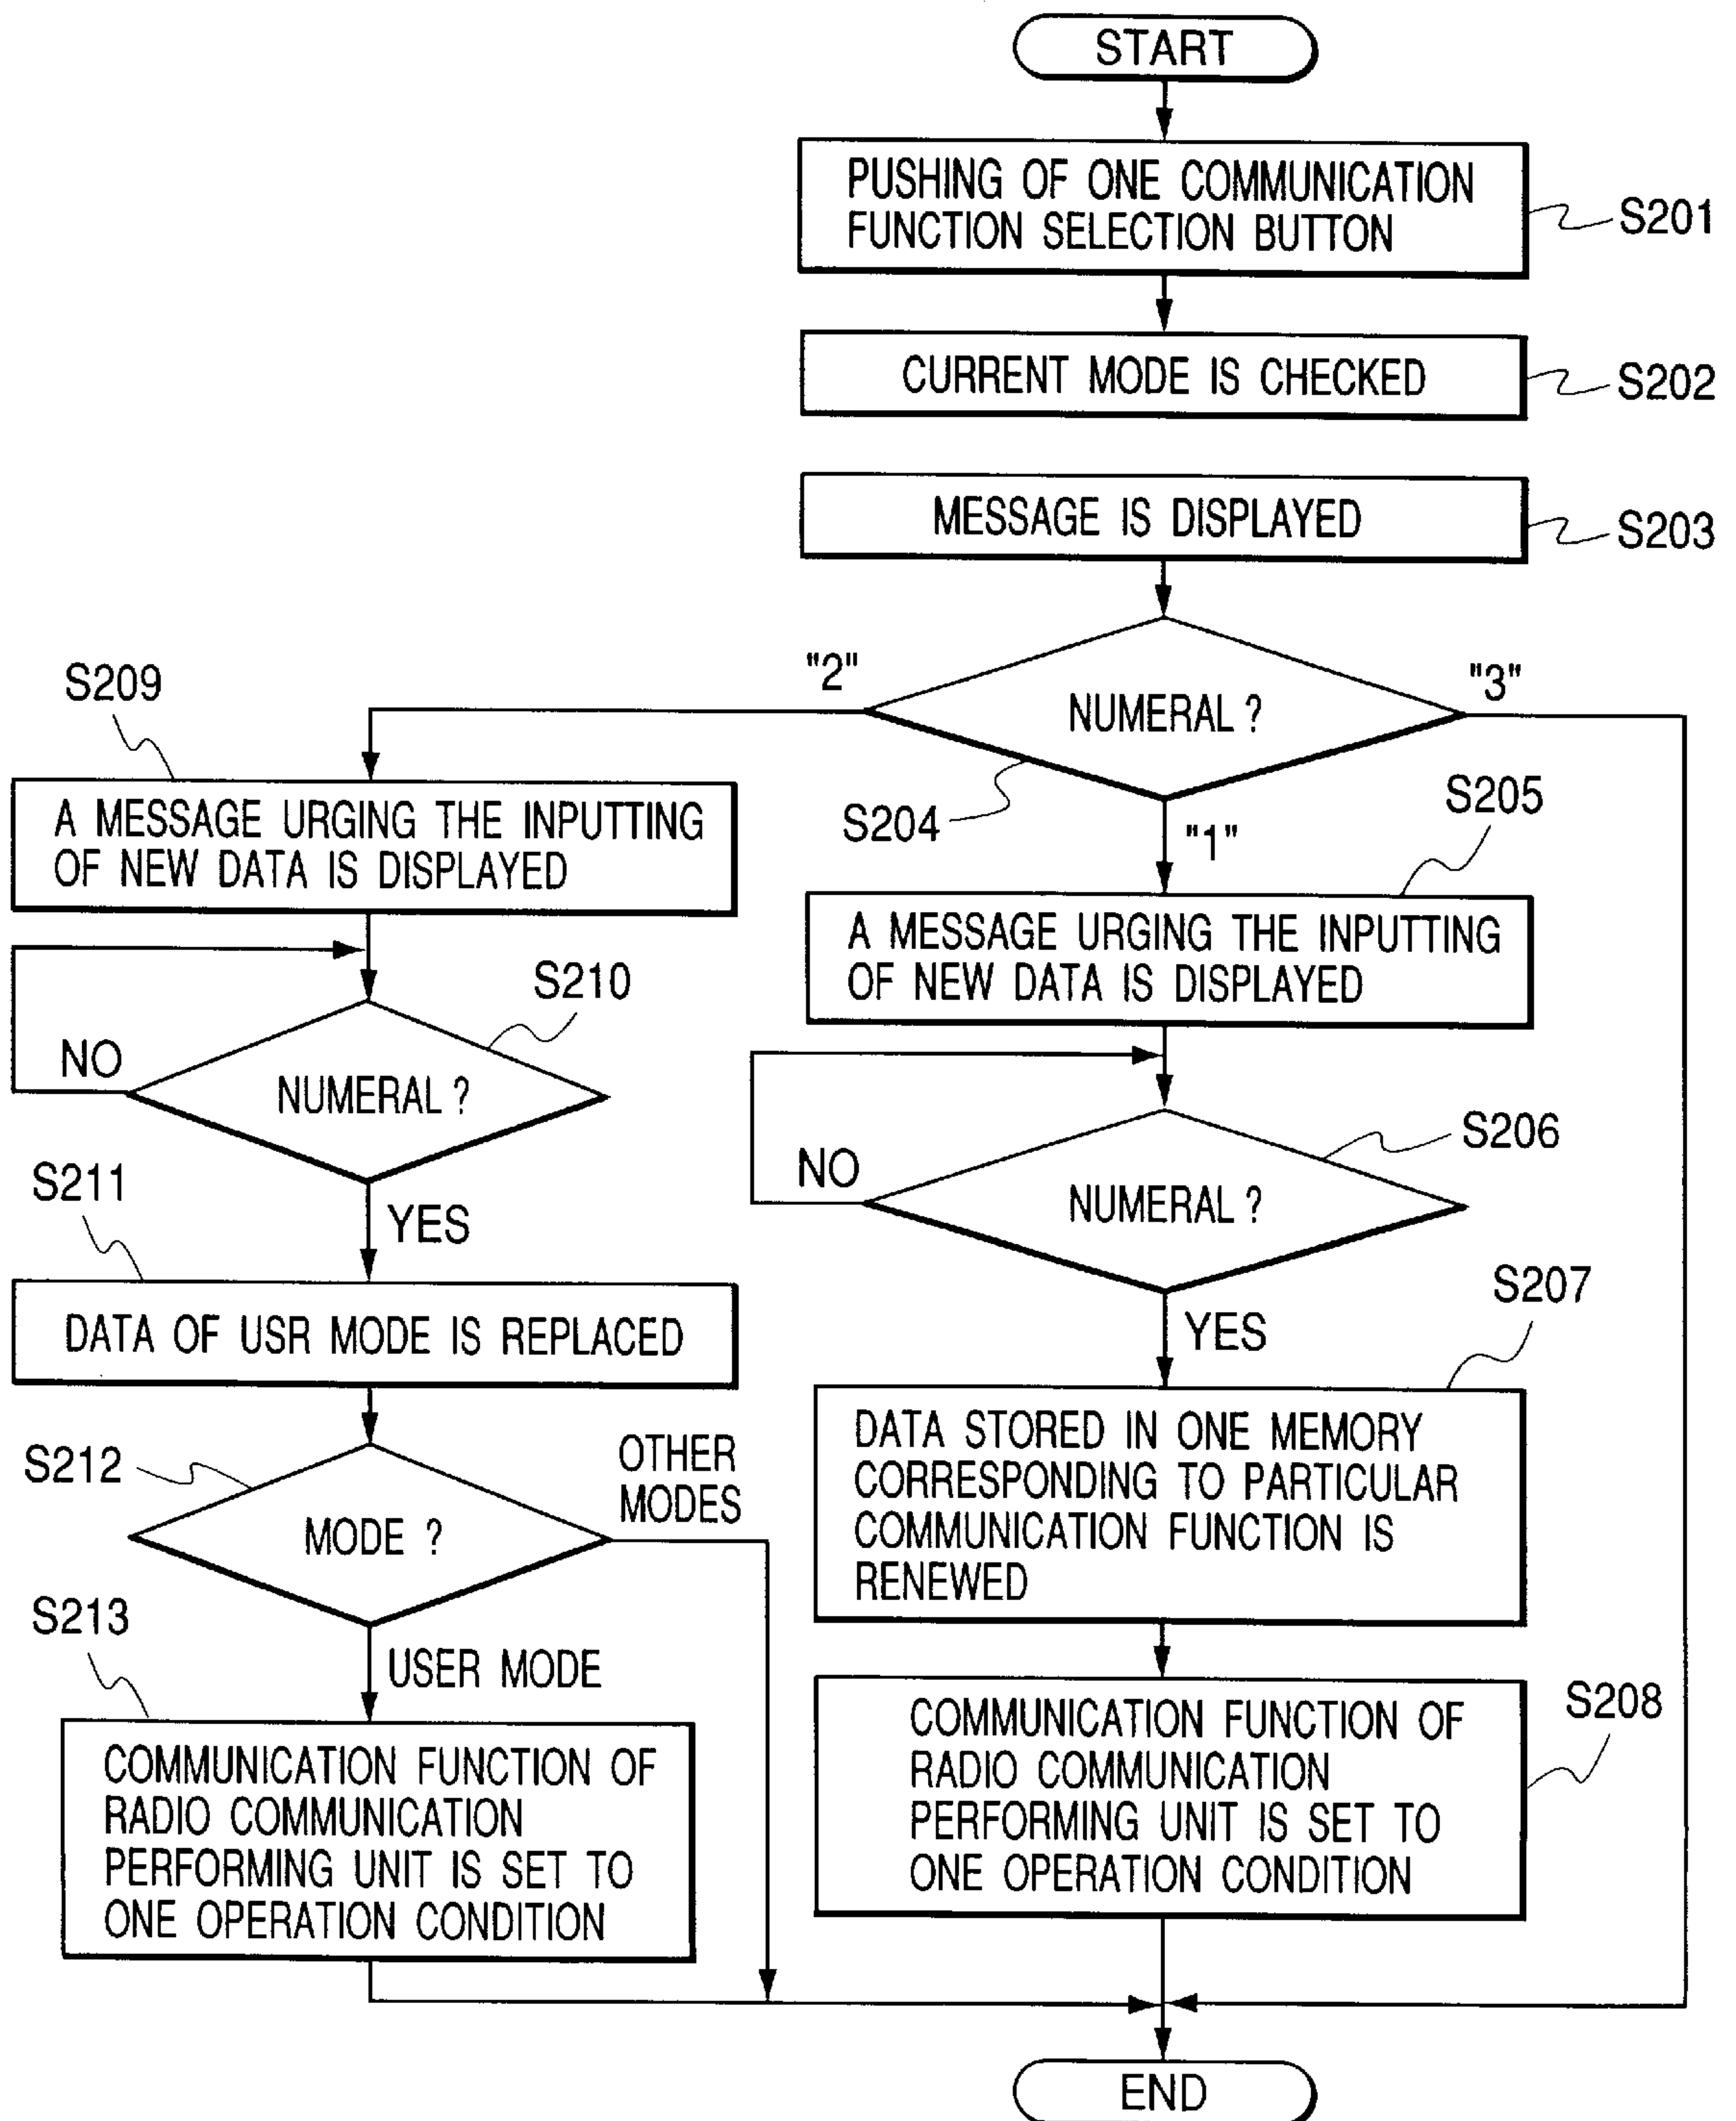 START
PUSHING OF ONE COMMUNICATION
FUNCTION SELECTION BUTTON
S201
CURRENT MODE IS CHECKED
S202
MESSAGE IS DISPLAYED
S203
NUMERAL ?
"2"
"3"
S204
"1"
S209
A MESSAGE URGING THE INPUTTING
OF NEW DATA IS DISPLAYED
S205
A MESSAGE URGING THE INPUTTING
OF NEW DATA IS DISPLAYED
S210
NO
NUMERAL ?
YES
S206
NO
NUMERAL ?
YES
S211
DATA OF USR MODE IS REPLACED
S207
DATA STORED IN ONE MEMORY
CORRESPONDING TO PARTICULAR
COMMUNICATION FUNCTION IS
RENEWED
S212
MODE ?
OTHER
MODES
USER MODE
S213
COMMUNICATION FUNCTION OF
RADIO COMMUNICATION
PERFORMING UNIT IS SET TO
ONE OPERATION CONDITION
S208
COMMUNICATION FUNCTION OF
RADIO COMMUNICATION
PERFORMING UNIT IS SET TO
ONE OPERATION CONDITION
END